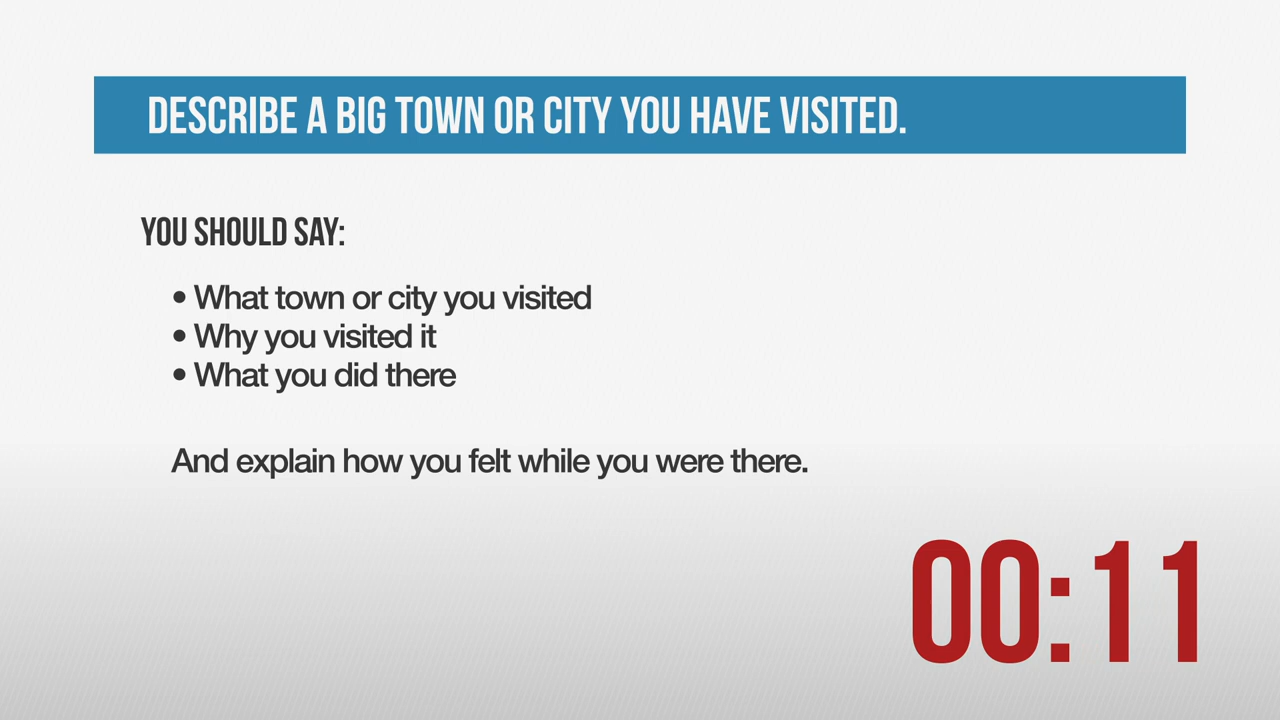 DESCRIBE A BIG TOWN OR CITY YOU HAVE VISITED.
YOU SHOULD SAY:
• What town or city you visited
• Why you visited it
• What you did there
And explain how you felt while you were there.
00:11